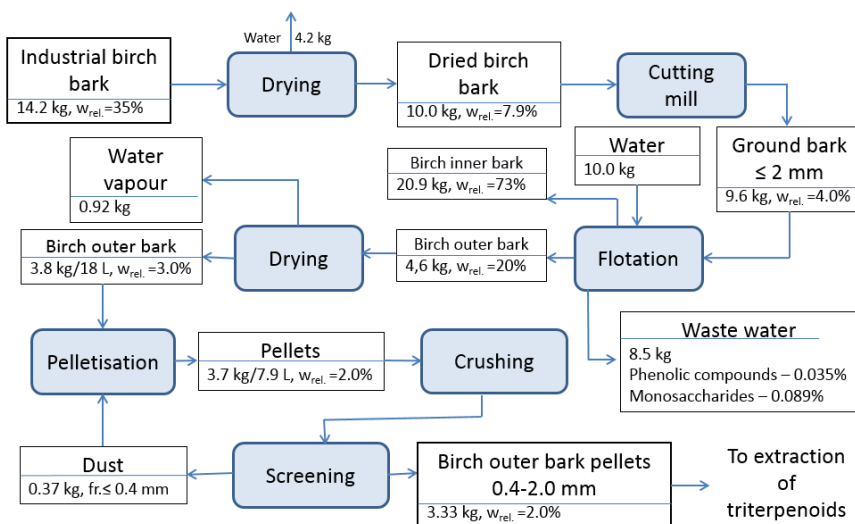 Water 4.2 kg
Industrial birch
bark
14.2 kg, wrel.=35%
Drying
Dried birch
bark
10.0 kg, wrel.=7.9%
Cutting
mill
Water
vapour
0.92 kg
Birch inner bark
20.9 kg, wrel.=73%
Water
10.0 kg
Ground bark
≤ 2 mm
9.6 kg, wrel.=4.0%
Birch outer bark
3.8 kg/18 L, wrel.=3.0%
Drying
Birch outer bark
4,6 kg, wrel.=20%
Flotation
Waste water
8.5 kg
Phenolic compounds – 0.035%
Monosaccharides – 0.089%
Pelletisation
Pellets
3.7 kg/7.9 L, wrel.=2.0%
Crushing
Dust
0.37 kg, fr.≤ 0.4 mm
Screening
Birch outer bark pellets
0.4-2.0 mm
3.33 kg, wrel.=2.0%
To extraction
of
triterpenoids